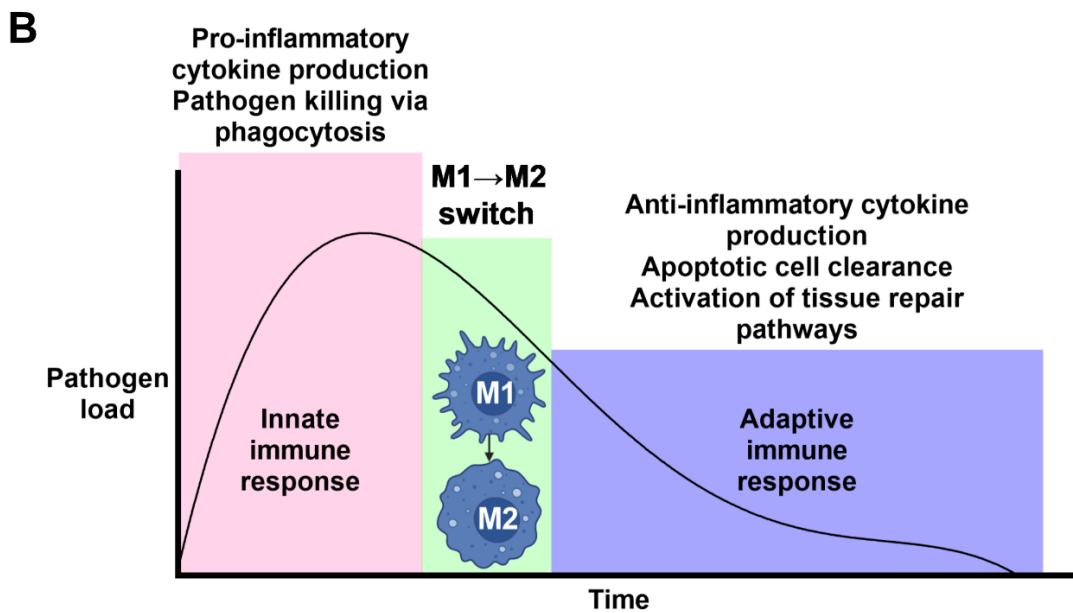 B
Pro-inflammatory
cytokine production
Pathogen killing via
phagocytosis
M1→M2
switch
Anti-inflammatory cytokine
production
Apoptotic cell clearance
Activation of tissue repair
pathways
Pathogen
load
Innate
immune
response
M1
M2
Adaptive
immune
response
Time